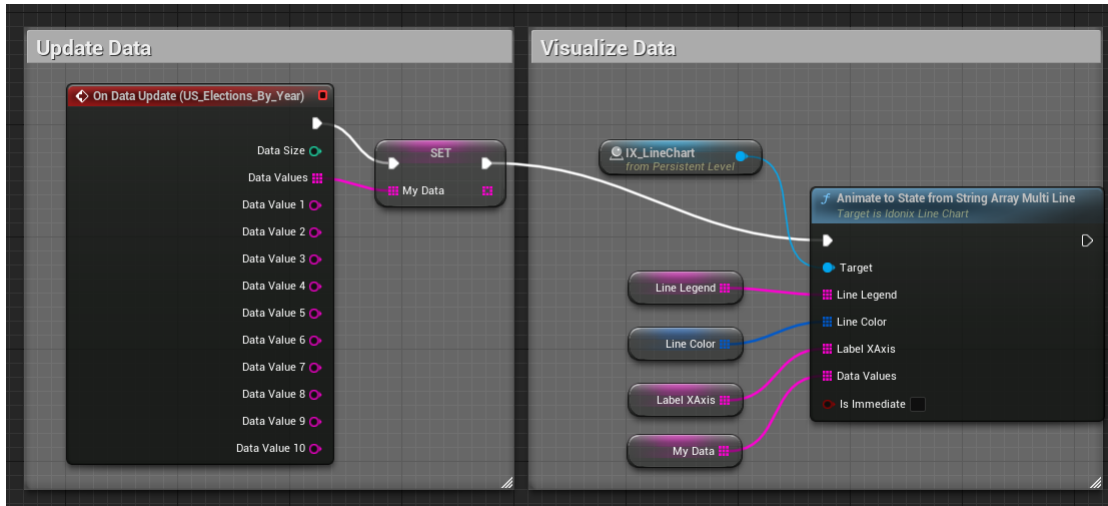 Update Data
On Data Update (US_Elections_By_Year)
Data Size
Data Values
Data Value 1
Data Value 2
Data Value 3
Data Value 4
Data Value 5
Data Value 6
Data Value 7
Data Value 8
Data Value 9
Data Value 10
SET
My Data
Visualize Data
IX_LineChart
from Persistent Level
Line Legend
Line Color
Label XAxis
My Data
f Animate to State from String Array Multi Line
Target is Idonix Line Chart
Target
Line Legend
Line Color
Label XAxis
Data Values
Is Immediate